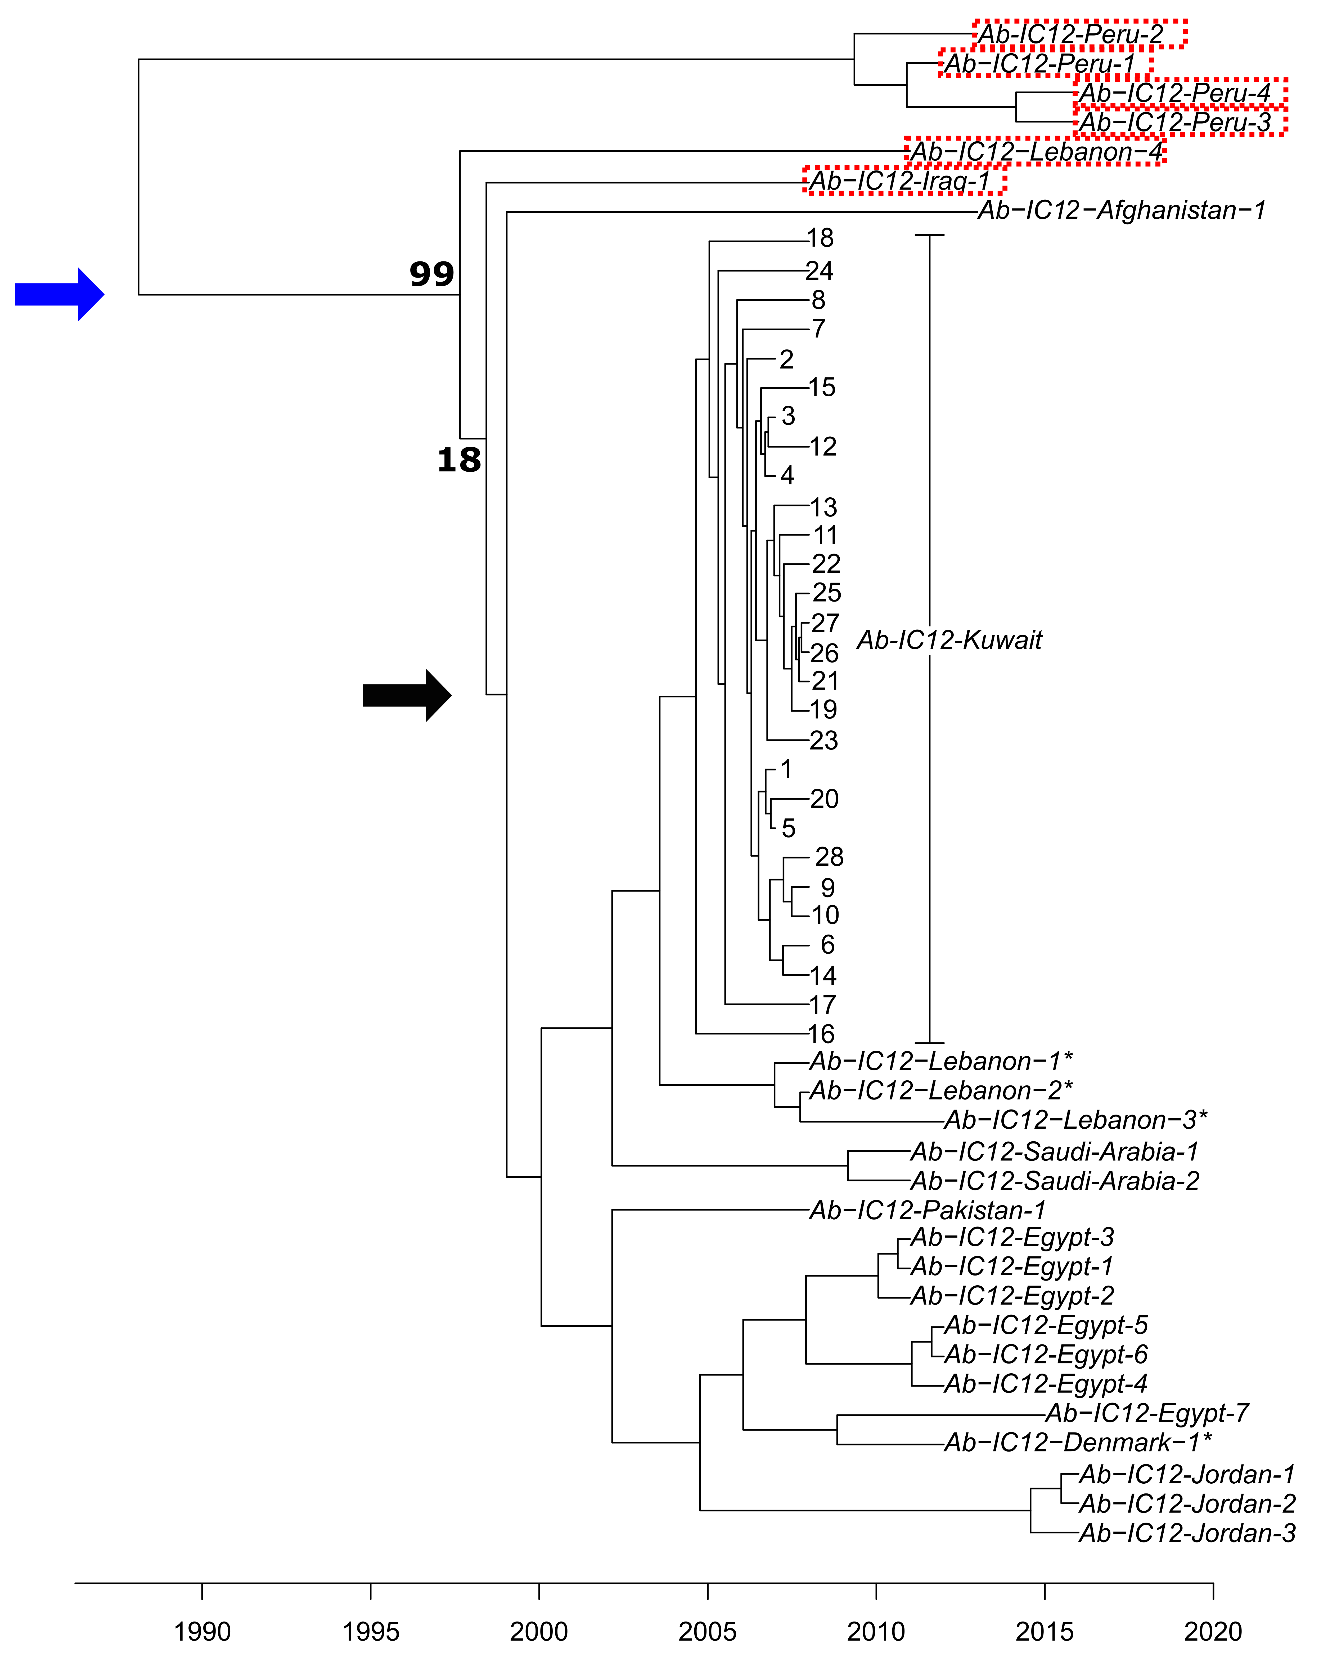 Ab-IC12-Peru-2
Ab−IC12-Peru-1
Ab−IC12-Peru-4
Ab−IC12-Peru-3
Ab−IC12−Lebanon−4
Ab−IC12-Iraq-1
Ab−IC12−Afghanistan−1
18
24
99
8
7
2
15
3
12
18
4
13
11
22
25
27
Ab-IC12-Kuwait
26
21
19
23
1
20
5
28
9
10
6
14
17
16
Ab−IC12−Lebanon−1*
Ab−IC12−Lebanon−2*
Ab−IC12−Lebanon−3*
Ab−IC12-Saudi-Arabia-1
Ab−IC12-Saudi-Arabia-2
Ab−IC12-Pakistan-1
Ab−IC12-Egypt-3
Ab−IC12-Egypt-1
Ab−IC12-Egypt-2
Ab−IC12-Egypt-5
Ab−IC12-Egypt-6
Ab−IC12-Egypt-4
Ab−IC12-Egypt-7
Ab−IC12−Denmark−1*
Ab−IC12-Jordan-1
Ab−IC12-Jordan-2
Ab−IC12-Jordan-3
1990 1995 2000 2005 2010 2015 2020